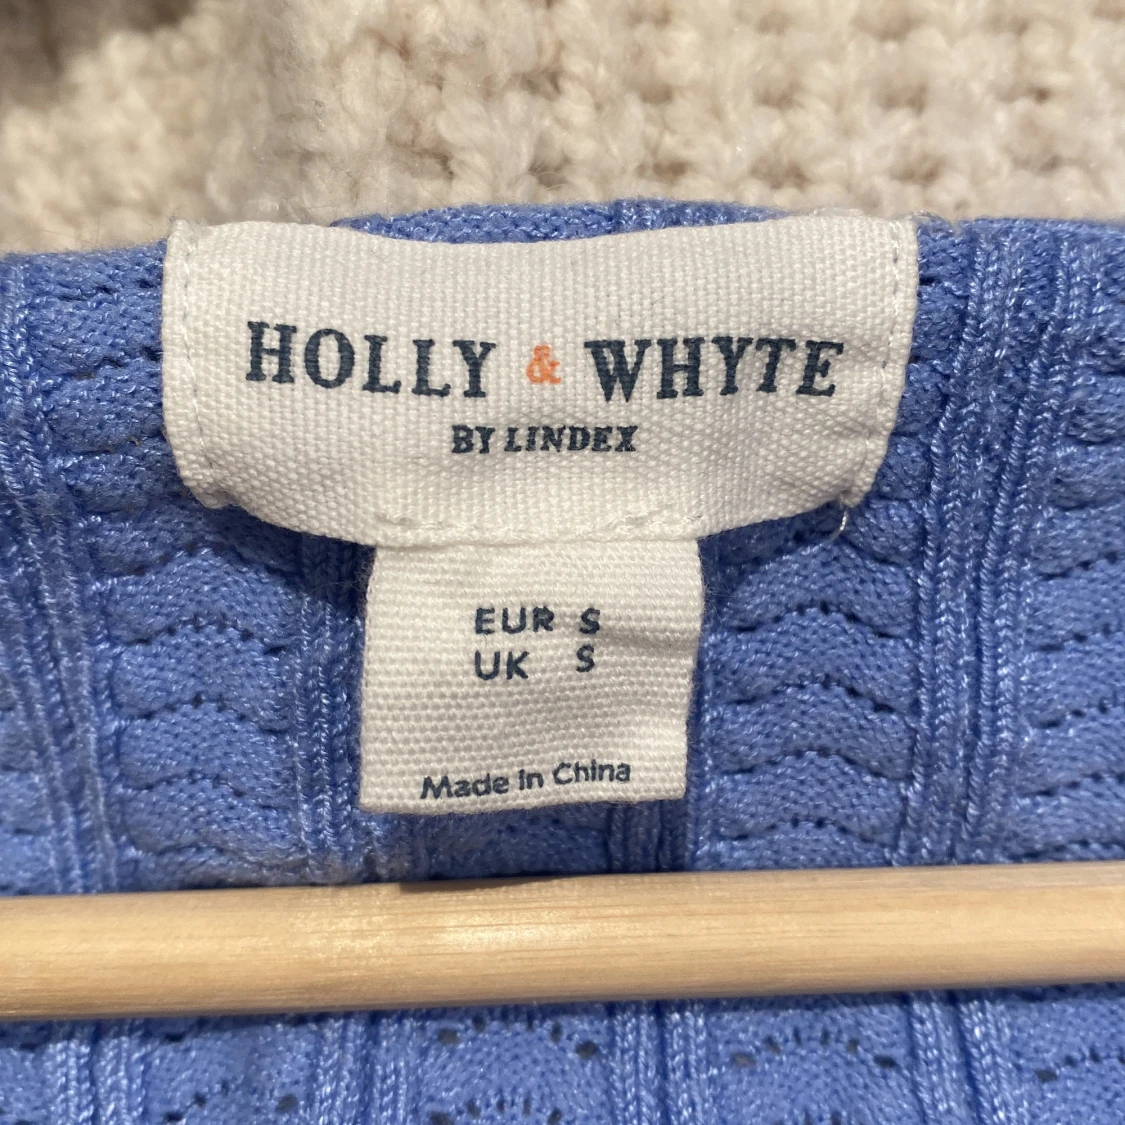 HOLLY & WHYTE
BY LINDEX
EUR S
UK S
Made in China